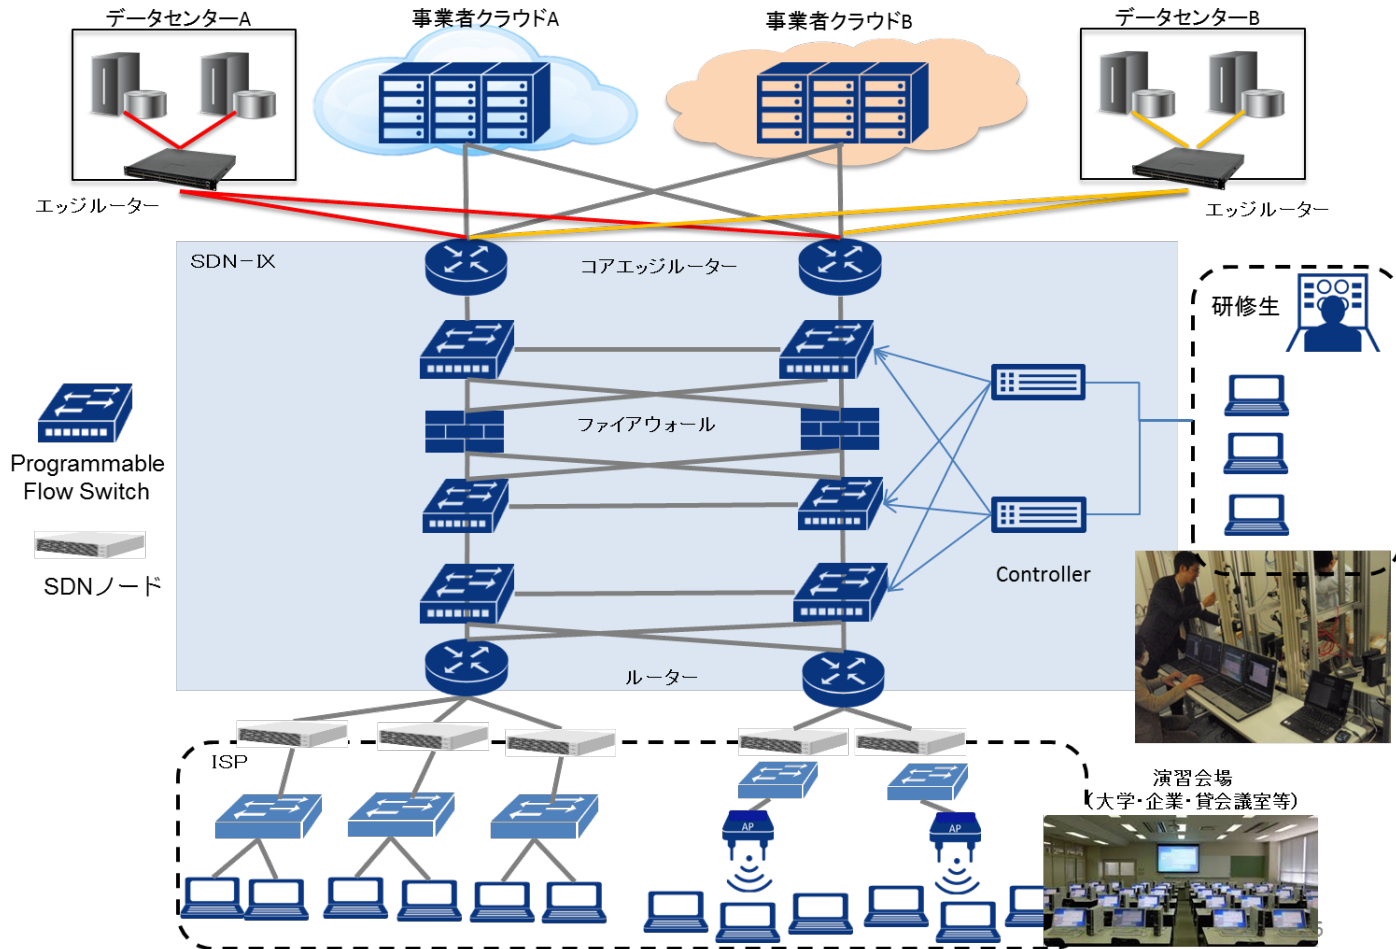 データセンターA
事業者クラウドA
事業者クラウドB
データセンターB
エッジルーター
エッジルーター
SDN－IX
コアエッジルーター
研修生
ファイアウォール
Programmable
Flow Switch
SDNノード
Controller
ルーター
ISP
AP
AP
演習会場
（大学・企業・貸会議室等）